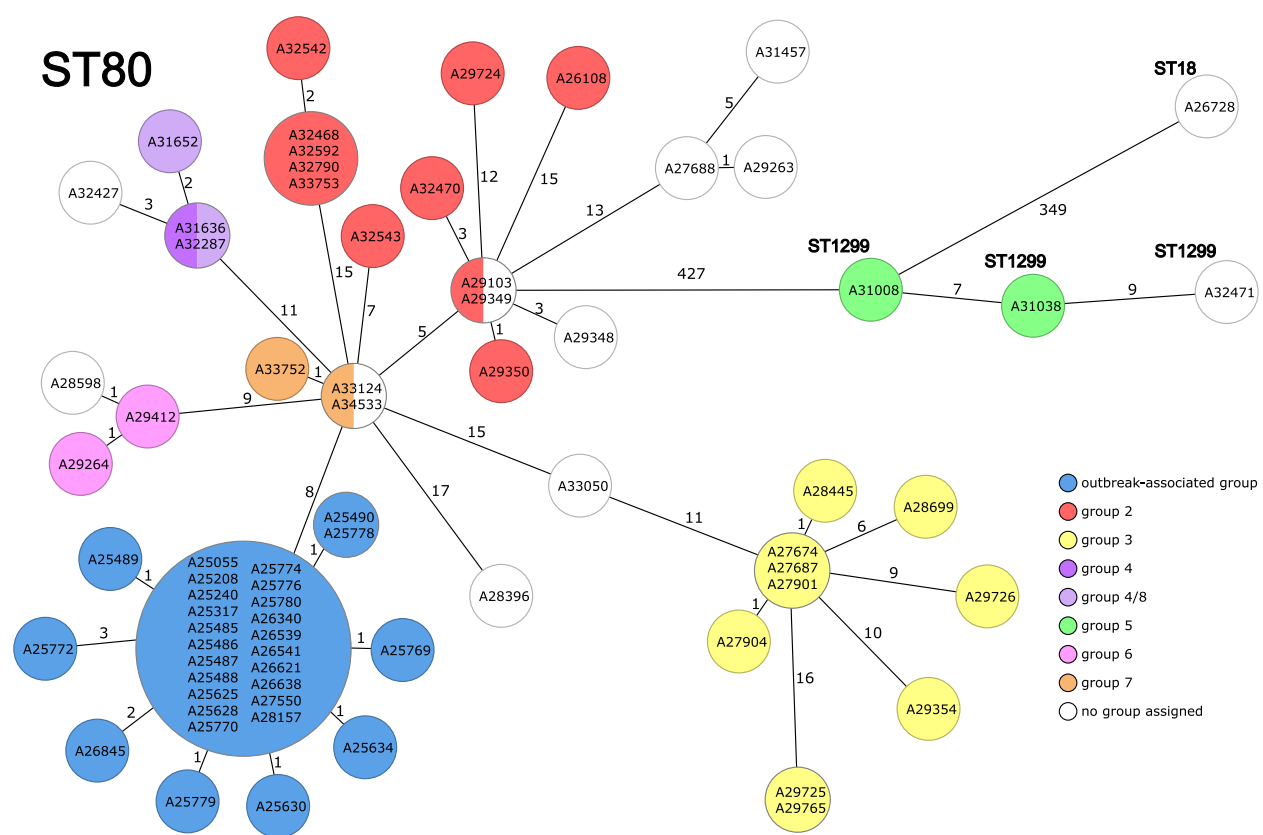 ST80
A32542
2
A32468
A32592
A32790
A33753
15
A32543
7
A31652
2
A32427
3
A31636
A32287
11
A29724
12
A26108
15
A32470
3
A29103
A29349
1
A29350
3
A29348
5
13
A27688
5
A31457
1
A29263
427
ST1299
A31008
349
ST18
A26728
7
ST1299
A31038
9
ST1299
A32471
A33752
1
A33124
A34533
A28598
1
A29412
1
A29264
9
8
17
A28396
15
A33050
11
A25490
A25778
1
A25489
1
A25772
3
A26845
2
A25779
1
A25630
1
A25634
1
A25769
1
A25055
A25208
A25240
A25317
A25485
A25486
A25487
A25488
A25625
A25628
A25770
A25774
A25776
A25780
A26340
A26539
A26541
A26621
A26638
A27550
A28157
A27674
A27687
A27901
1
A28445
6
A28699
9
A29726
10
A29354
16
A29725
A29765
1
A27904
outbreak-associated group
group 2
group 3
group 4
group 4/8
group 5
group 6
group 7
no group assigned